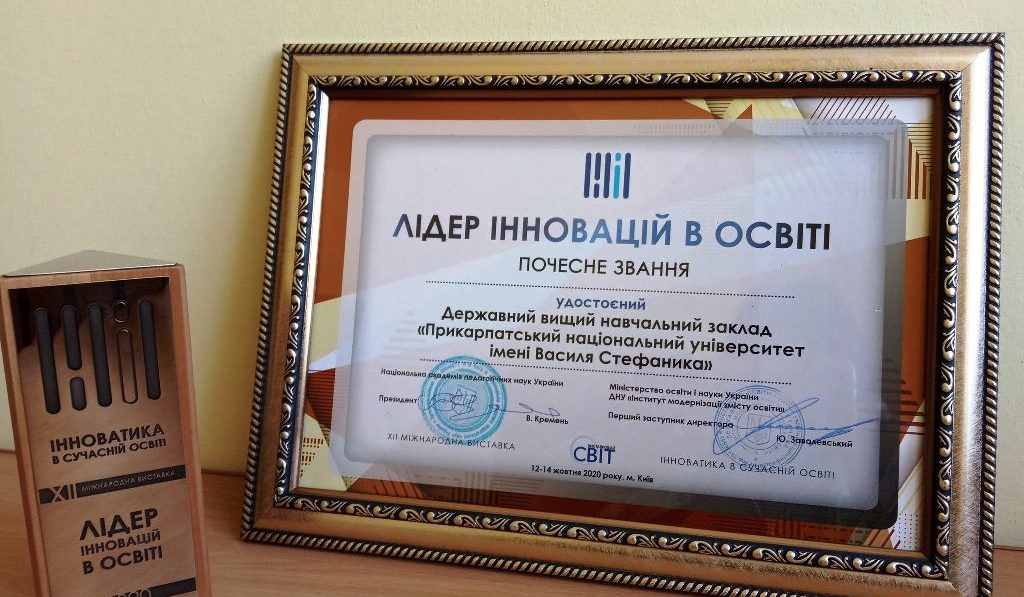 ЛІДЕР ІННОВАЦІЙ В ОСВІТІ
ПОЧЕСНЕ ЗВАННЯ
удостоєний
Державний вищий навчальний заклад
«Прикарпатський національний університет
імені Василя Стефаника»
Національна академія педагогічних наук України
Президент
В. Кремень
Міністерство освіти і науки України
ДНУ «Інститут модернізації змісту освіти»
Перший заступник директора
Ю. Завалевський
XII МІЖНАРОДНА ВИСТАВКА
СВІТ
12-14 жовтня 2020 року, м. Київ
ІННОВАТИКА В СУЧАСНІЙ ОСВІТІ
ІННОВАТИКА
В СУЧАСНІЙ ОСВІТІ
XII МІЖНАРОДНА ВИСТАВКА
ЛІДЕР
ІННОВАЦІЙ
В ОСВІТІ